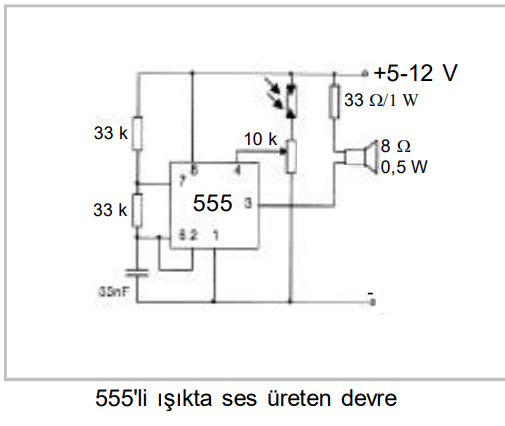 +5-12 V
33 Ω/1 W
33 k
10 k
8 Ω
0,5 W
8
7
4
555
3
33 k
6 2 1
33nF
-
555'li ışıkta ses üreten devre